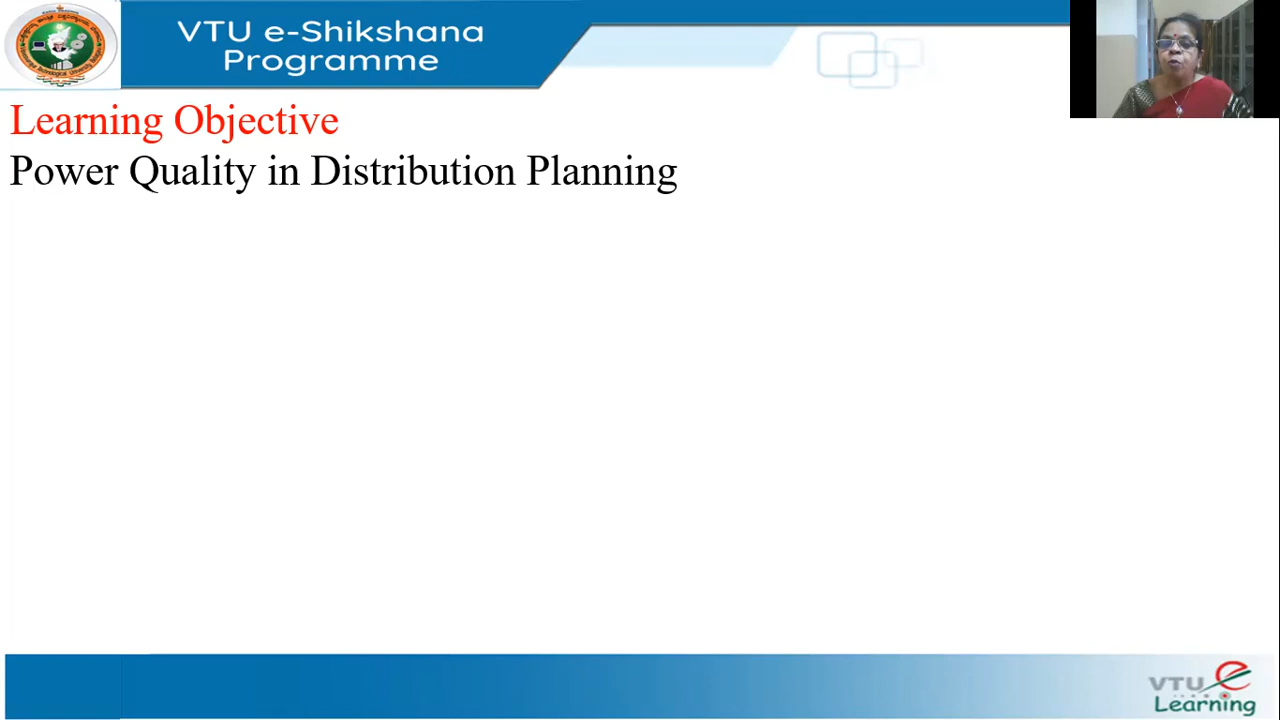 VTU e-Shikshana
Programme
Learning Objective
Power Quality in Distribution Planning
VTU e
Learning